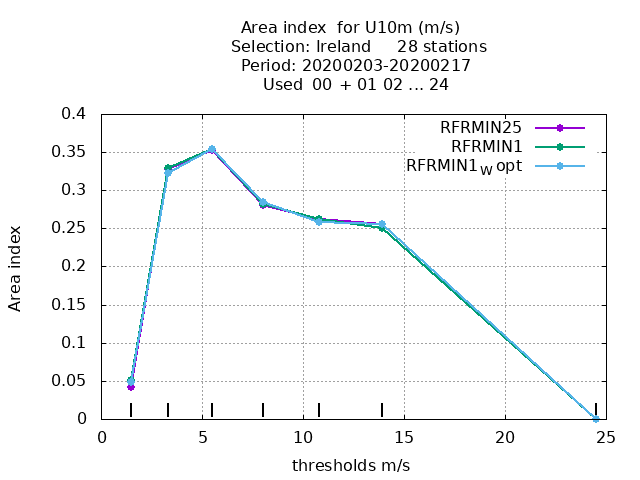 Area index  for U10m (m/s)
Selection: Ireland     28 stations
Period: 20200203-20200217
Used  00 + 01 02 ... 24
RFRMIN25
RFRMIN1
RFRMIN1W opt
0.4
0.35
0.3
0.25
0.2
0.15
0.1
0.05
0
Area index
0 5 10 15 20 25
thresholds m/s